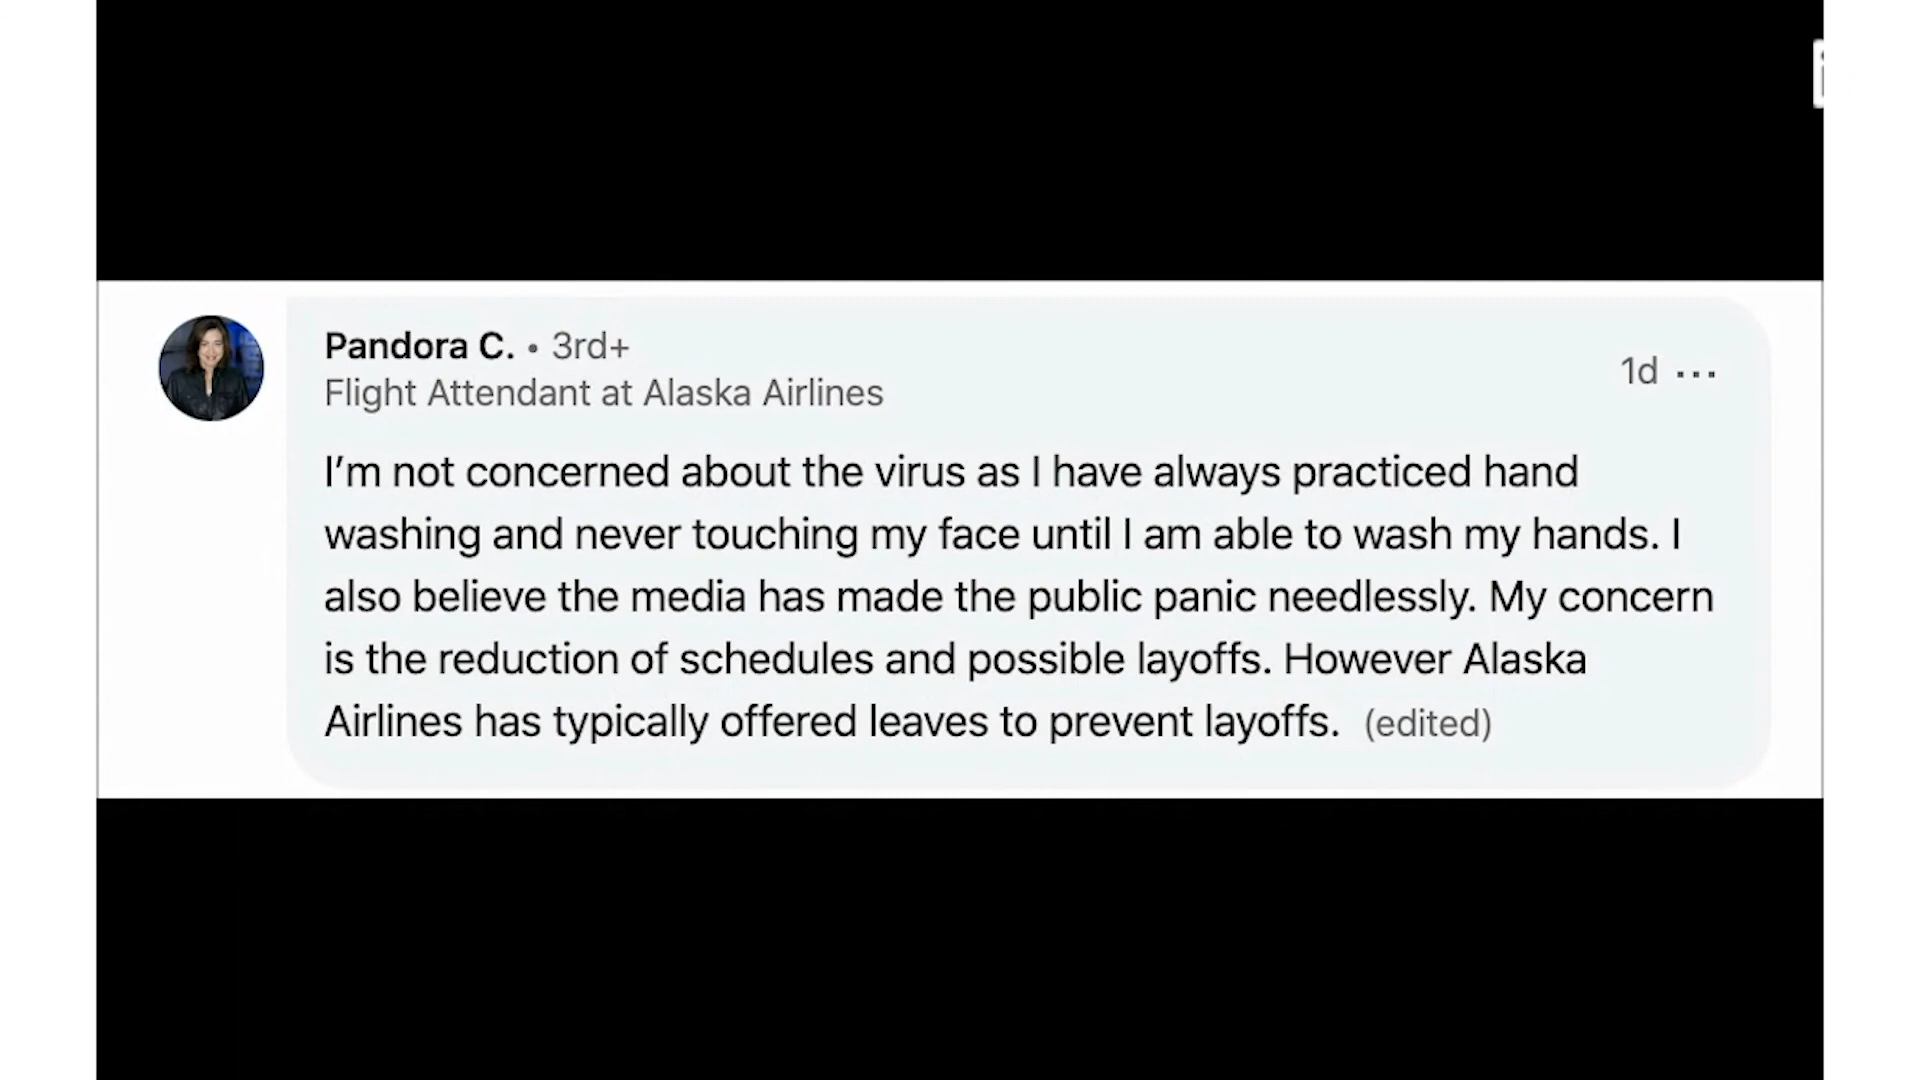 Pandora C. • 3rd+
Flight Attendant at Alaska Airlines
1d ...
I'm not concerned about the virus as I have always practiced hand
washing and never touching my face until I am able to wash my hands. I
also believe the media has made the public panic needlessly. My concern
is the reduction of schedules and possible layoffs. However Alaska
Airlines has typically offered leaves to prevent layoffs. (edited)